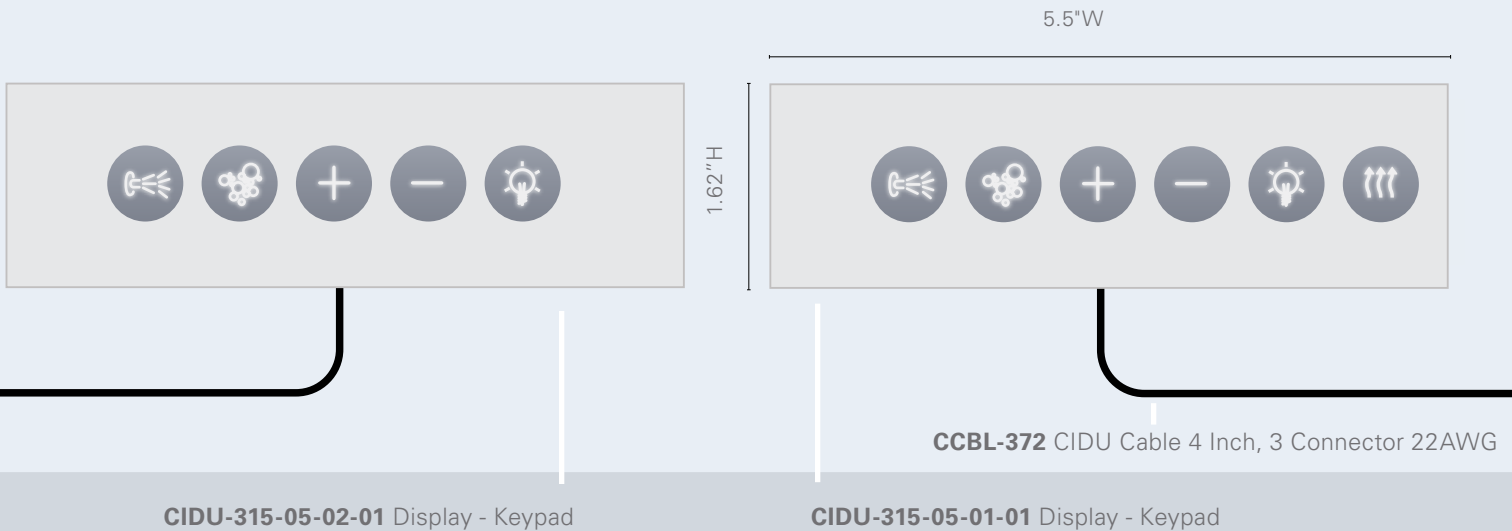 5.5"W
1.62”H
CCBL-372 CIDU Cable 4 Inch, 3 Connector 22AWG
CIDU-315-05-02-01 Display - Keypad
CIDU-315-05-01-01 Display - Keypad